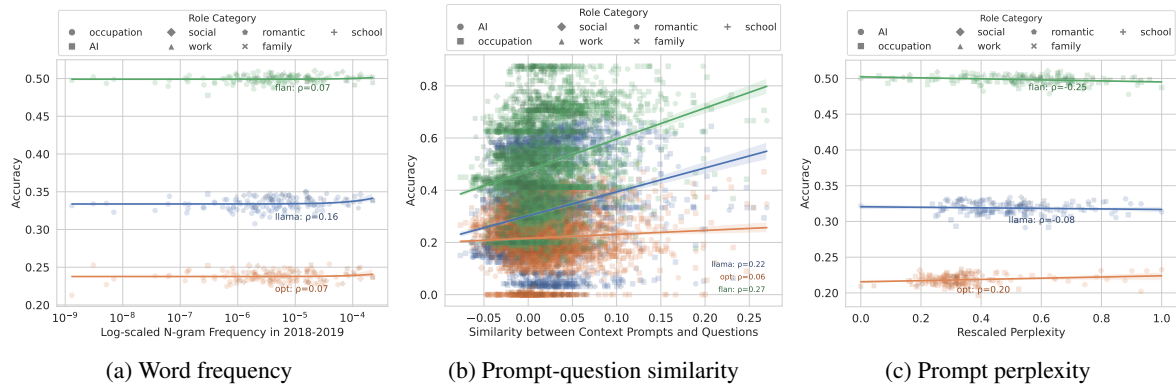 Role Category
occupation social romantic school
AI work family
0.50
0.45
0.40
0.35
0.30
0.25
0.20
Accuracy
flan: ρ=0.07
llama: ρ=0.16
opt: ρ=0.07
10⁻⁹ 10⁻⁸ 10⁻⁷ 10⁻⁶ 10⁻⁵ 10⁻⁴
Log-scaled N-gram Frequency in 2018-2019
(a) Word frequency
Role Category
AI social romantic school
occupation work family
0.8
0.6
0.4
0.2
0.0
Accuracy
llama: ρ=0.22
opt: ρ=0.06
flan: ρ=0.27
−0.05 0.00 0.05 0.10 0.15 0.20 0.25
Similarity between Context Prompts and Questions
(b) Prompt-question similarity
Role Category
AI social romantic school
occupation work family
0.50
0.45
0.40
0.35
0.30
0.25
0.20
Accuracy
flan: ρ=-0.25
llama: ρ=-0.08
opt: ρ=0.20
0.0 0.2 0.4 0.6 0.8 1.0
Rescaled Perplexity
(c) Prompt perplexity